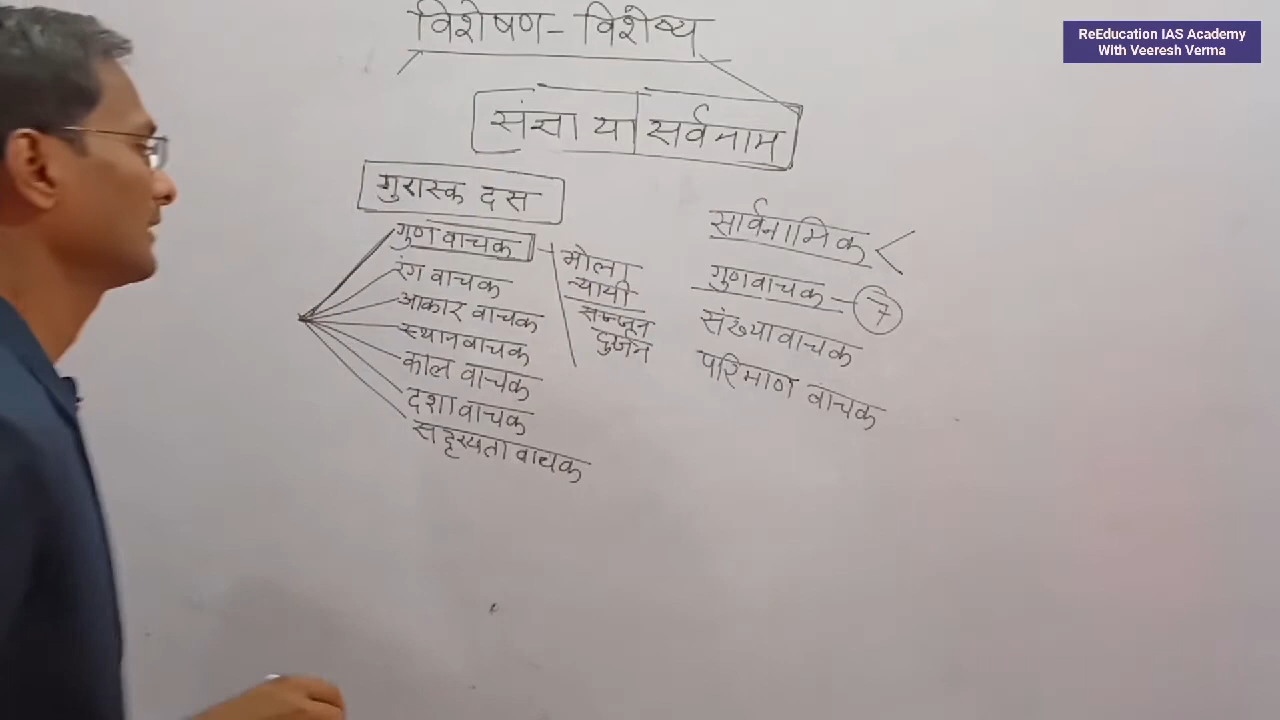 विशेषण - विशेष्य
ReEducation IAS Academy
With Veeresh Verma
संज्ञा या सर्वनाम
गुरास्क दस
गुणवाचक
रंग वाचक
आकार वाचक
स्थानवाचक
काल वाचक
दशावाचक
सदृस्यता वाचक
मोला
न्यायी
सज्जन
दुर्जन
सार्वनामिक
गुणवाचक - 7
संख्यावाचक
परिमाण वाचक